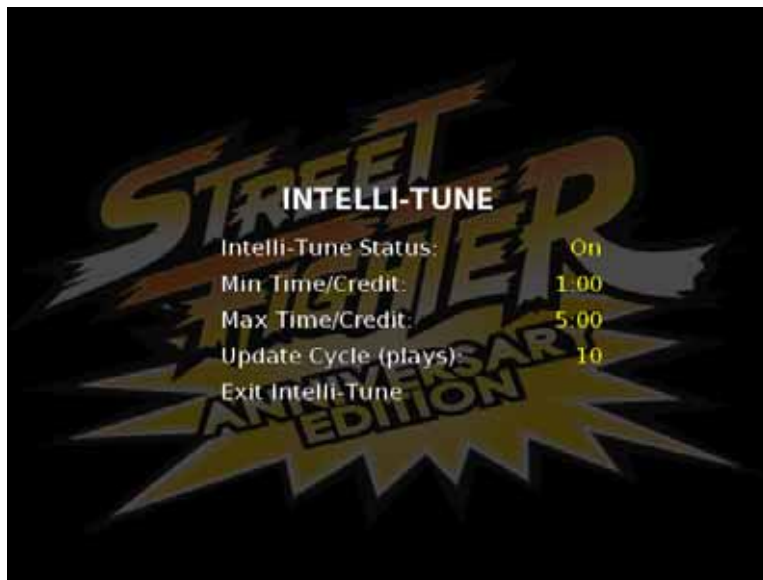 STREET
FIGHTER
ANNIVERSARY
EDITION
INTELLI-TUNE
Intelli-Tune Status: On
Min Time/Credit: 1:00
Max Time/Credit: 5:00
Update Cycle (plays): 10
Exit Intelli-Tune